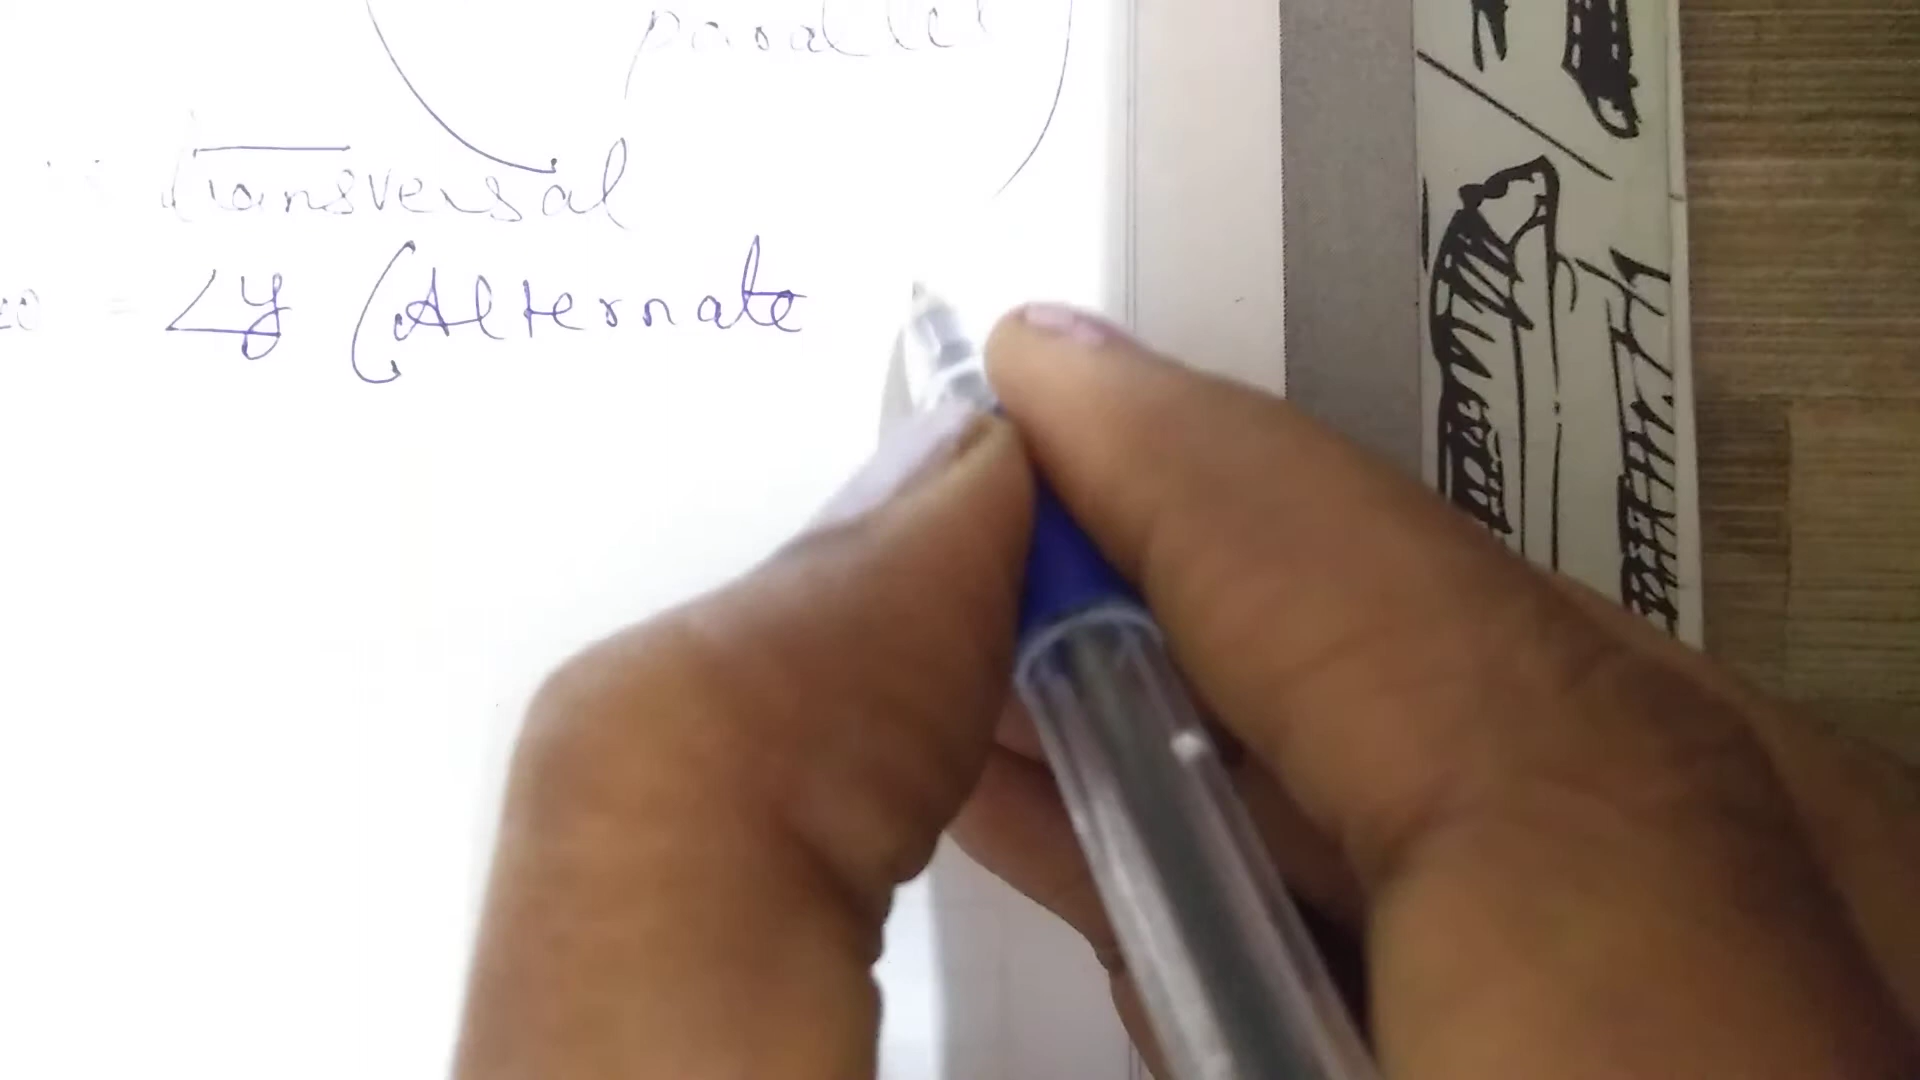 parallel
transversal
= ∠y (Alternate